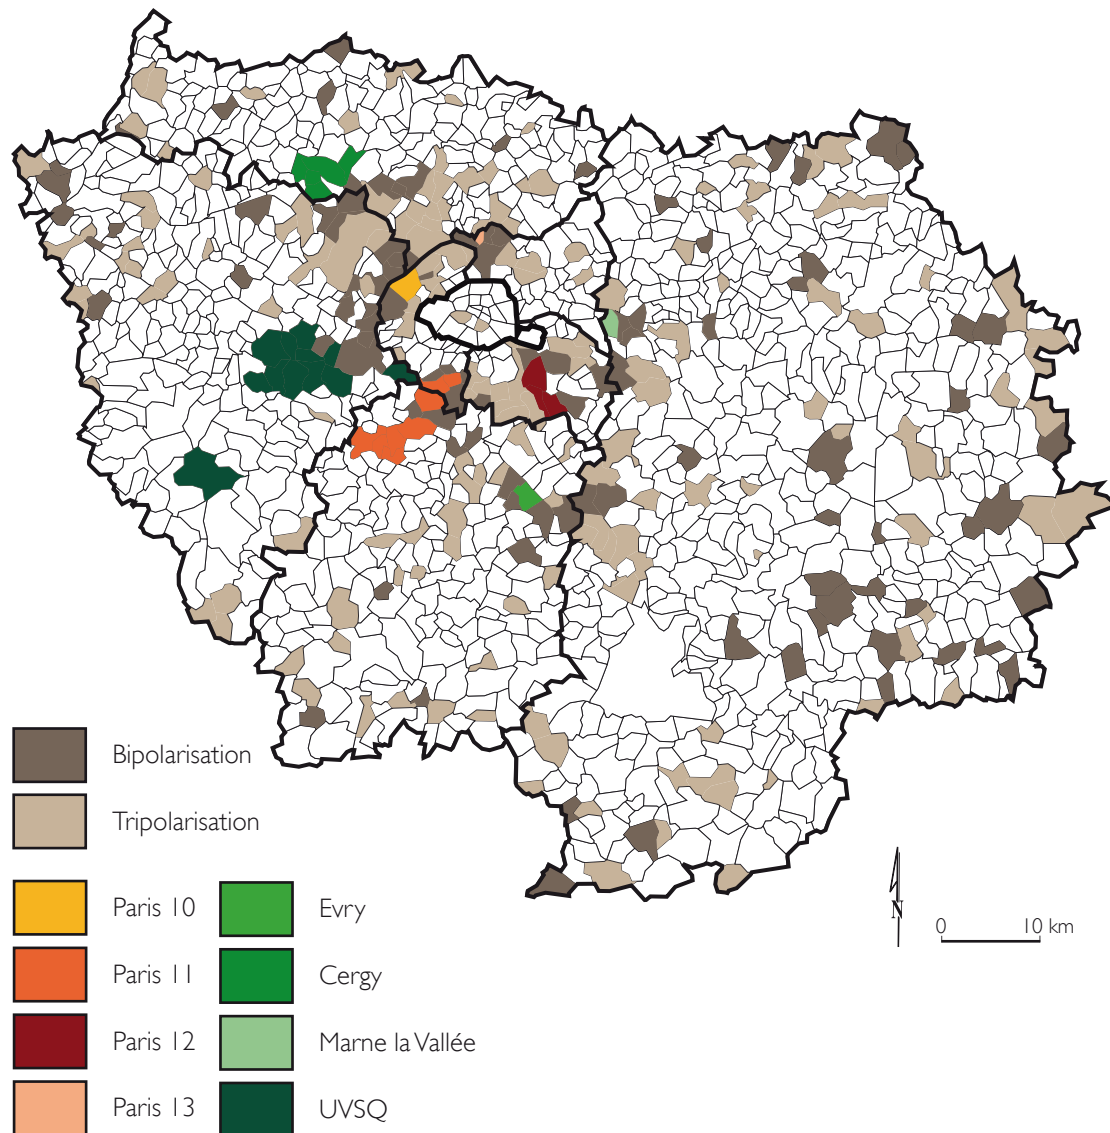 Bipolarisation
Tripolarisation
Paris 10
Evry
N
0 10 km
Paris 11
Cergy
Paris 12
Marne la Vallée
Paris 13
UVSQ